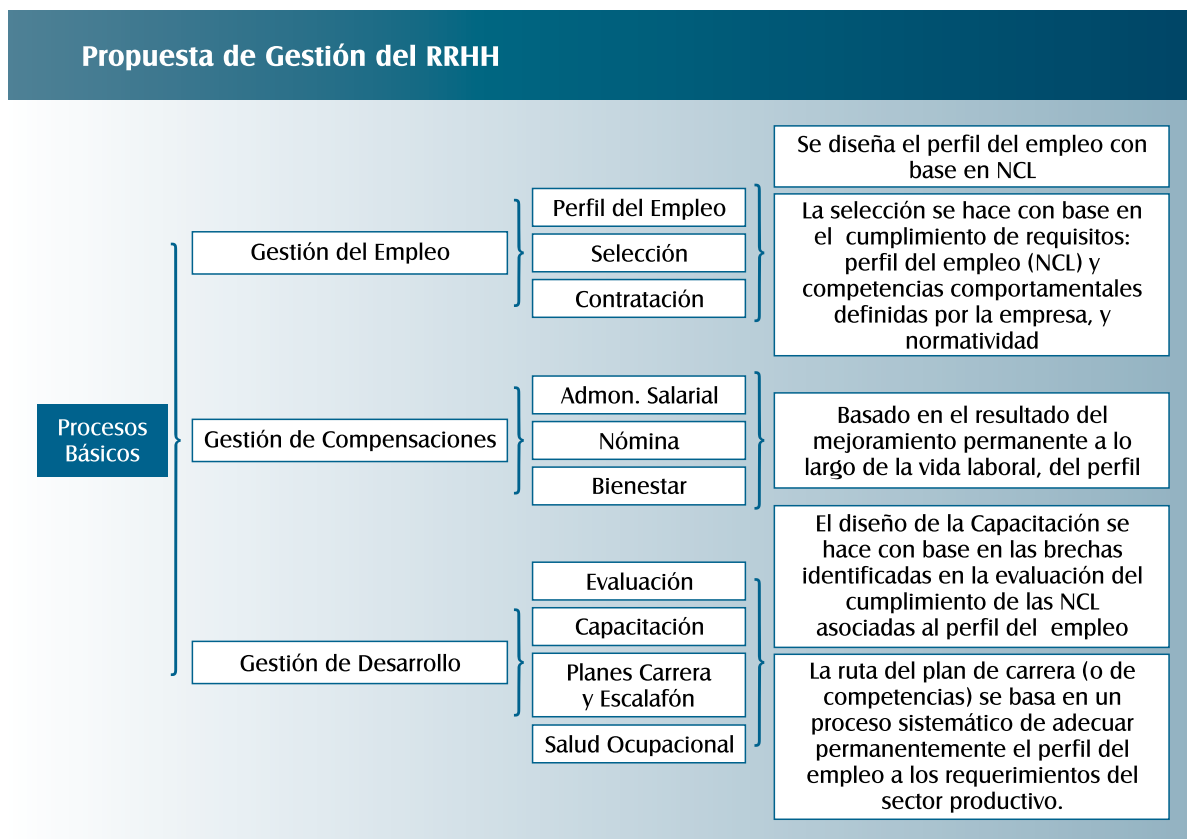 Propuesta de Gestión del RRHH
Procesos
Básicos
Gestión del Empleo
Perfil del Empleo
Selección
Contratación
Se diseña el perfil del empleo con
base en NCL
La selección se hace con base en
el cumplimiento de requisitos:
perfil del empleo (NCL) y
competencias comportamentales
definidas por la empresa, y
normatividad
Gestión de Compensaciones
Admon. Salarial
Nómina
Bienestar
Basado en el resultado del
mejoramiento permanente a lo
largo de la vida laboral, del perfil
Gestión de Desarrollo
Evaluación
Capacitación
Planes Carrera
y Escalafón
Salud Ocupacional
El diseño de la Capacitación se
hace con base en las brechas
identificadas en la evaluación del
cumplimiento de las NCL
asociadas al perfil del empleo
La ruta del plan de carrera (o de
competencias) se basa en un
proceso sistemático de adecuar
permanentemente el perfil del
empleo a los requerimientos del
sector productivo.